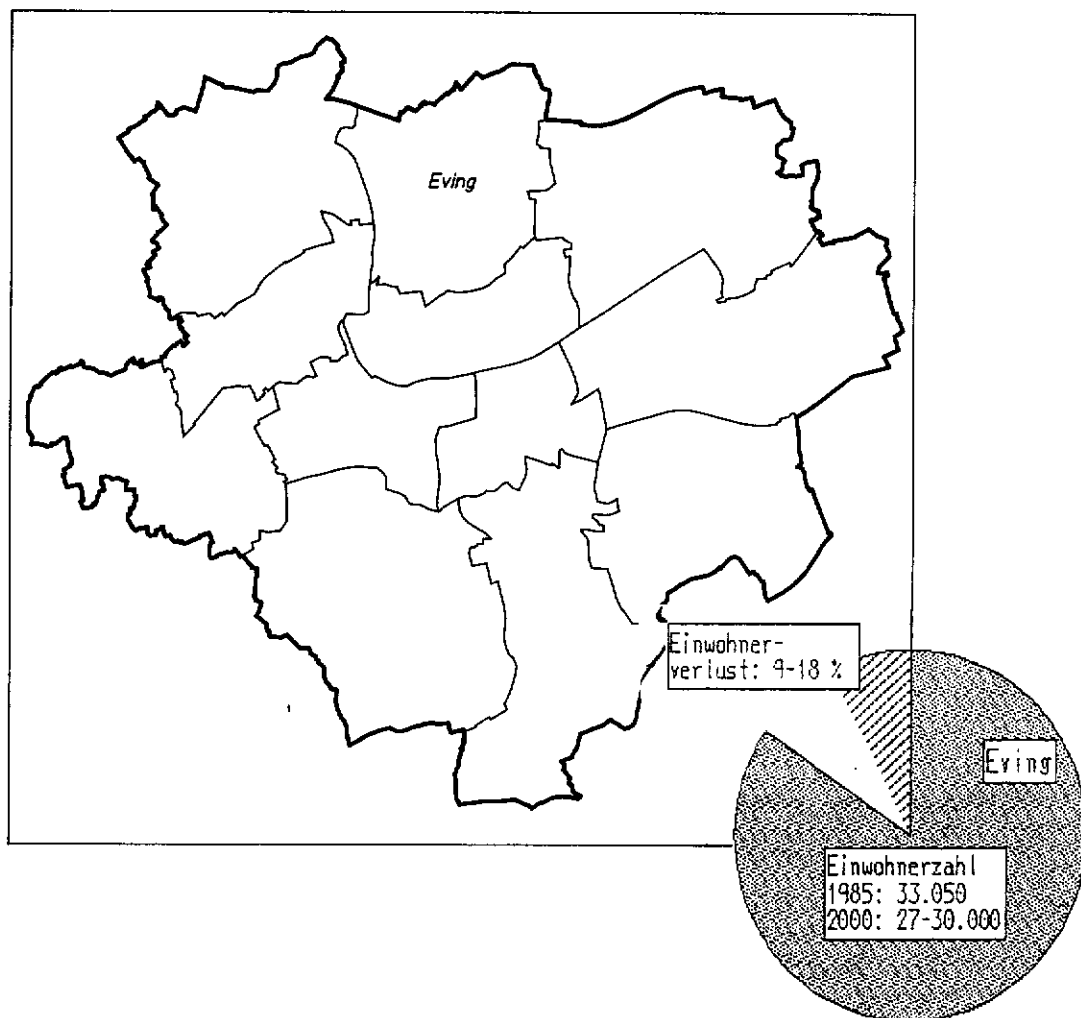 Eving
Einwohner-
verlust: 9-18 %
Eving
Einwohnerzahl
1985: 33.050
2000: 27-30.000